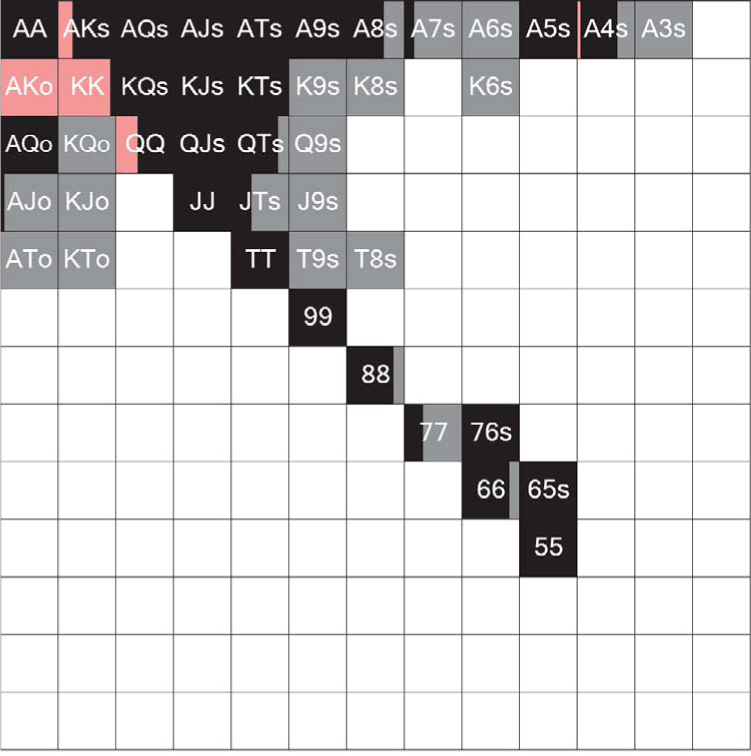 AA AKs AQs AJs ATs A9s A8s A7s A6s A5s A4s A3s
AKo KK KQs KJs KTs K9s K8s K6s
AQo KQo QQ QJs QTs Q9s
AJo KJo JJ JTs J9s
ATo KTo TT T9s T8s
99
88
77 76s
66 65s
55